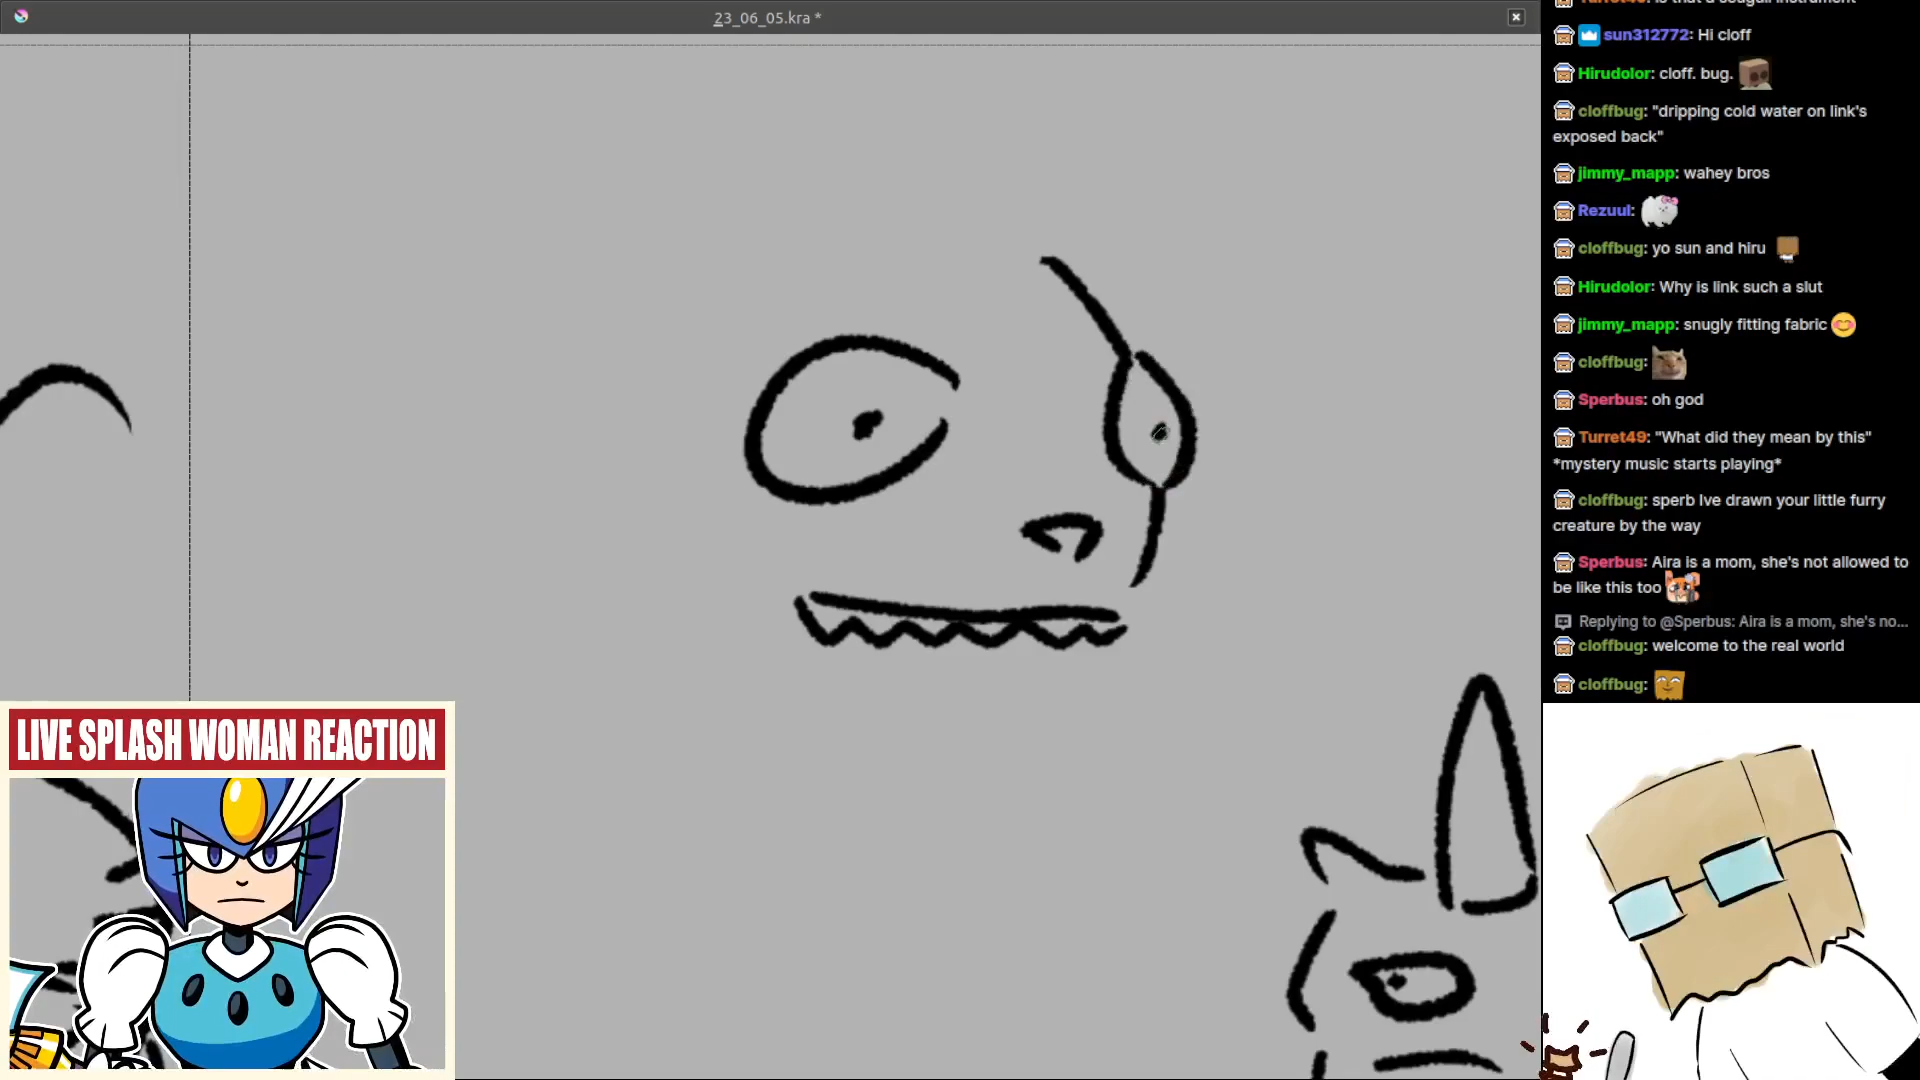 23_06_05.kra *
sun312772: Hi cloff
Hirudolor: cloff. bug.
cloffbug: "dripping cold water on link's
exposed back"
jimmy_mapp: wahey bros
Rezuul:
cloffbug: yo sun and hiru
Hirudolor: Why is link such a slut
jimmy_mapp: snugly fitting fabric
cloffbug:
Sperbus: oh god
Turret49: "What did they mean by this"
*mystery music starts playing*
cloffbug: sperb Ive drawn your little furry
creature by the way
Sperbus: Aira is a mom, she's not allowed to
be like this too
Replying to @Sperbus: Aira is a mom, she's no...
cloffbug: welcome to the real world
cloffbug:
LIVE SPLASH WOMAN REACTION